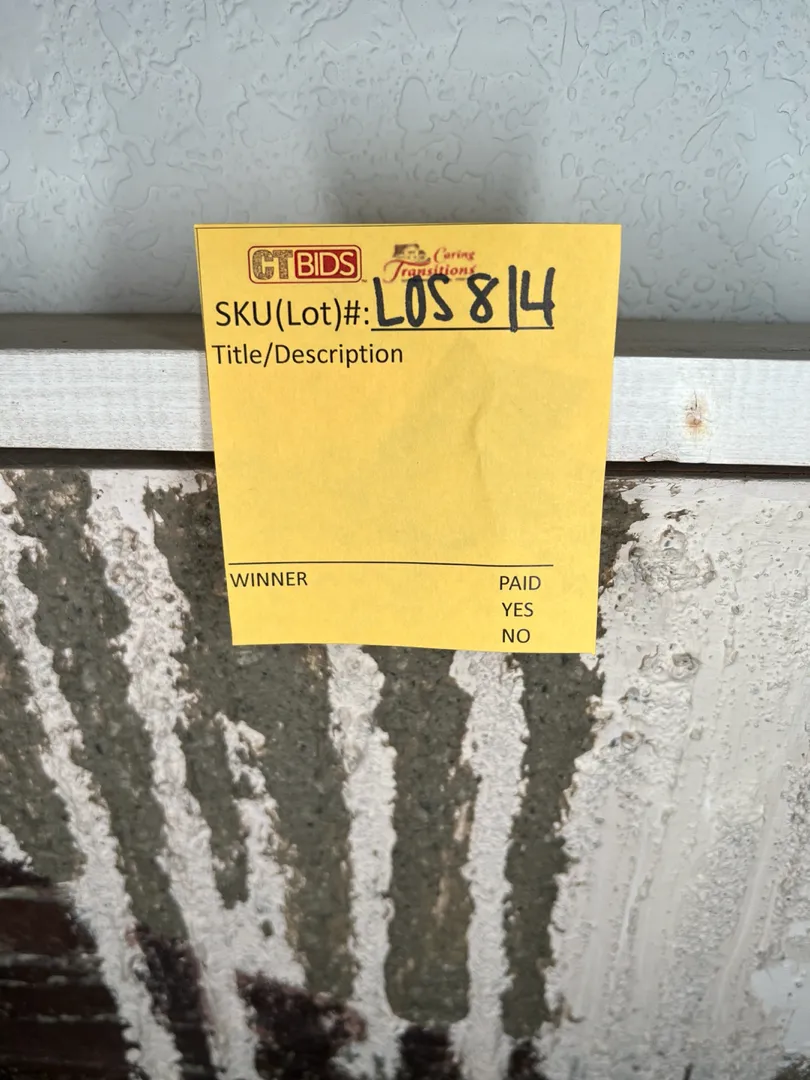 CTBIDS Caring
Transitions
SKU(Lot)#: LOS 814
Title/Description
WINNER PAID
YES
NO